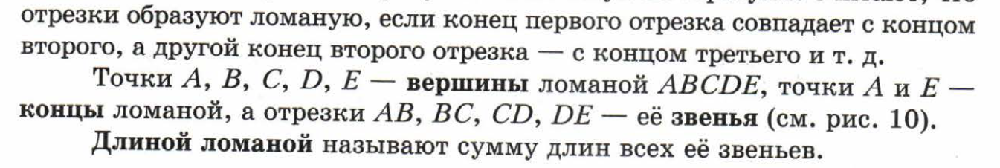 отрезки образуют ломаную, если конец первого отрезка совпадает с концом
второго, а другой конец второго отрезка — с концом третьего и т. д.
Точки A, B, C, D, E — вершины ломаной ABCDE, точки A и E —
концы ломаной, а отрезки AB, BC, CD, DE — её звенья (см. рис. 10).
Длиной ломаной называют сумму длин всех её звеньев.